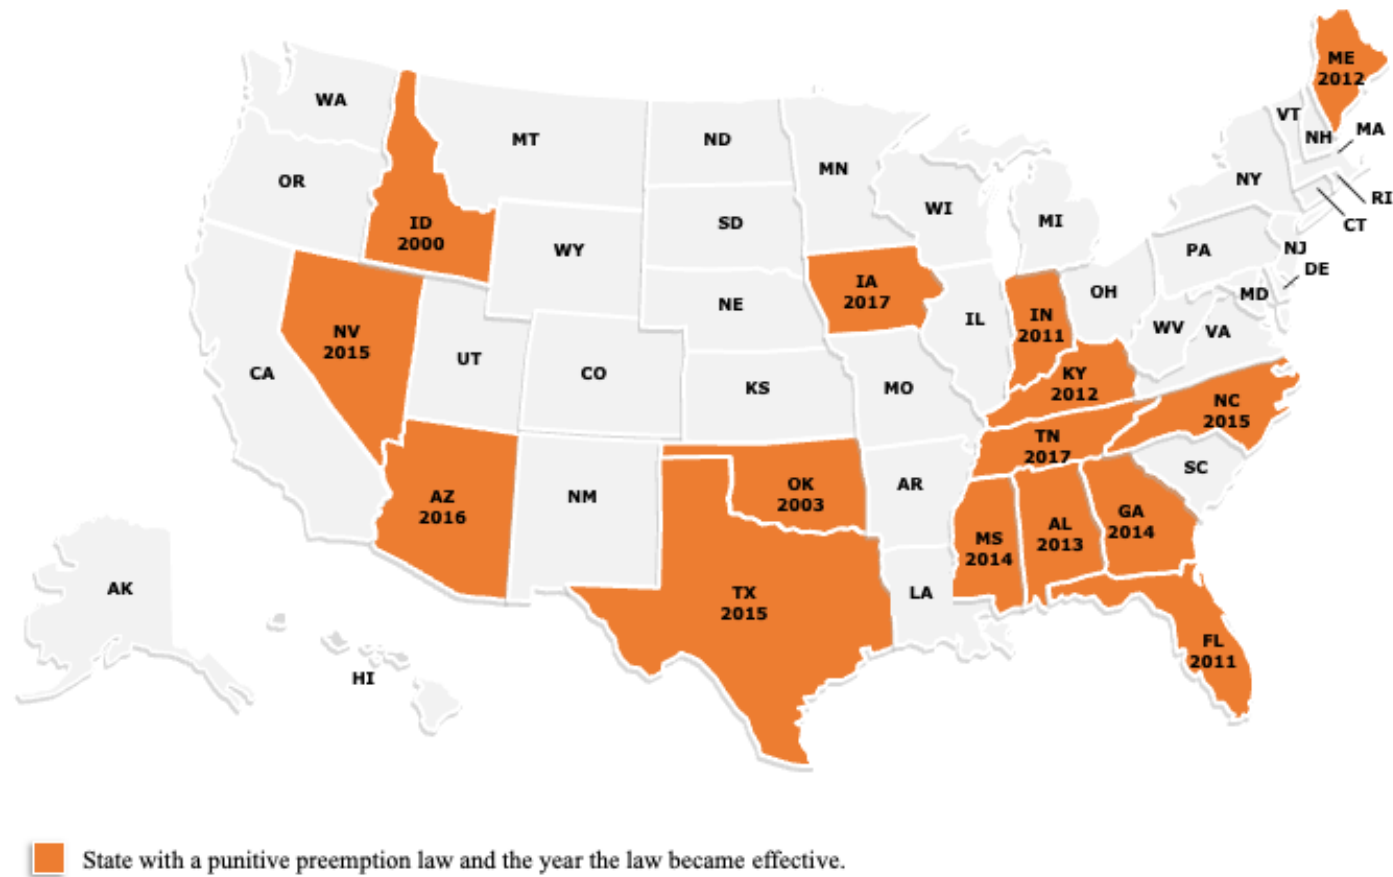 ME
2012
WA
VT
MA
NH
MT
ND
MN
OR
NY
RI
WI
ID
2000
SD
MI
CT
WY
PA
NJ
DE
IA
2017
OH
MD
NE
IL
IN
2011
WV
VA
NV
2015
UT
CA
CO
KS
MO
KY
2012
NC
2015
TN
2017
SC
AZ
2016
NM
OK
2003
AR
GA
2014
MS
2014
AL
2013
AK
TX
2015
LA
FL
2011
HI
State with a punitive preemption law and the year the law became effective.